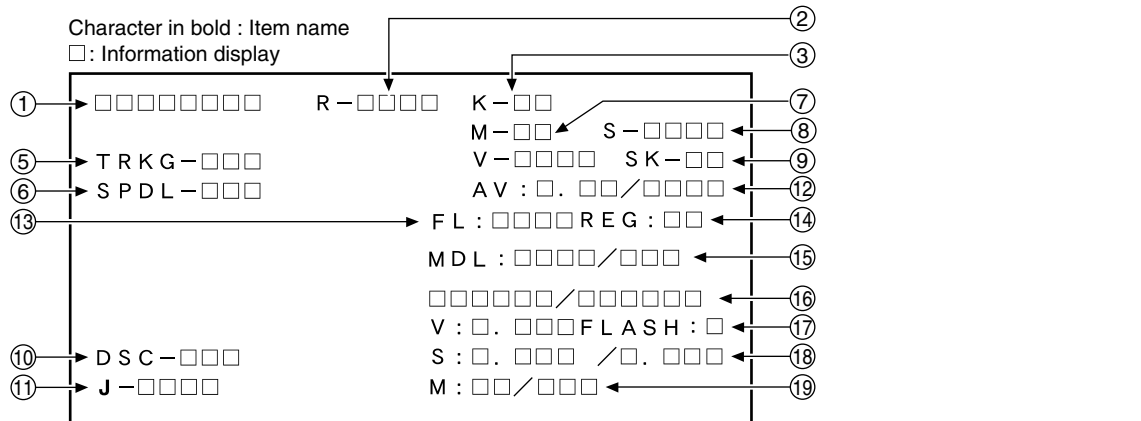 ②
Character in bold : Item name
□ : Information display ③
① □□□□□□□□ R－□□□□ K－□□ ⑦
M－□□ S－□□□□ ⑧
⑤ TRKG－□□□ V－□□□□ SK－□□ ⑨
⑥ SPDL－□□□ AV : □. □□／□□□□ ⑫
⑬ FL : □□□□REG : □□ ⑭
MDL : □□□□／□□□ ⑮
□□□□□□／□□□□□□ ⑯
V : □. □□□FLASH : □ ⑰
⑩ DSC－□□□ S : □. □□□ ／□. □□□ ⑱
⑪ J－□□□□ M : □□／□□□ ⑲